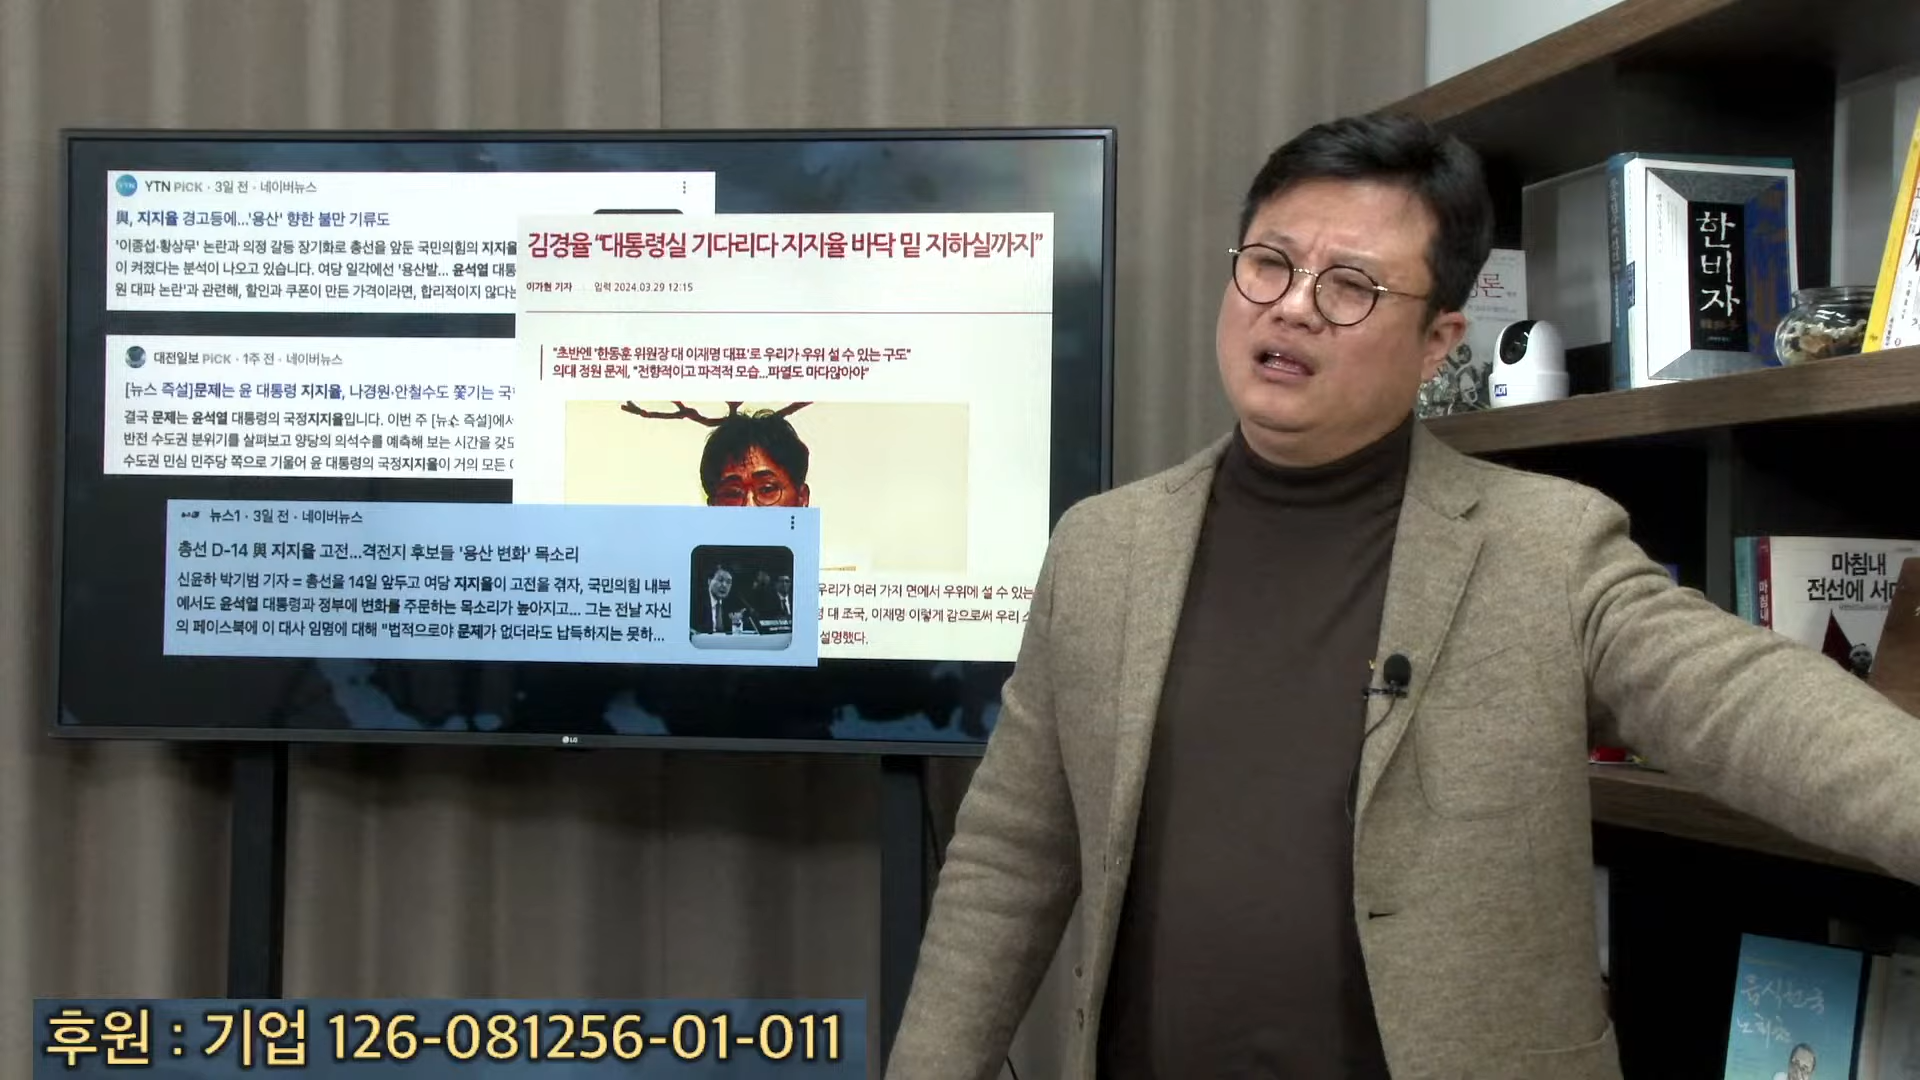 YTN PiCK · 3일 전 · 네이버뉴스
與, 지지율 경고등에...'용산' 향한 불만 기류도
'이종섭·황상무' 논란과 의정 갈등 장기화로 총선을 앞둔 국민의힘의 지지율
이 켜졌다는 분석이 나오고 있습니다. 여당 일각에선 '용산발... 윤석열 대통
원 대파 논란'과 관련해, 할인과 쿠폰이 만든 가격이라면, 합리적이지 않다는
대전일보 PiCK · 1주 전 · 네이버뉴스
[뉴스 즉설]문제는 윤 대통령 지지율, 나경원·안철수도 쫓기는 국
결국 문제는 윤석열 대통령의 국정지지율입니다. 이번 주 [뉴스 즉설]에서
반전 수도권 분위기를 살펴보고 양당의 의석수를 예측해 보는 시간을 갖도
수도권 민심 민주당 쪽으로 기울어 윤 대통령의 국정지지율이 거의 모든
김경율 “대통령실 기다리다 지지율 바닥 밑 지하실까지”
이가현 기자 입력 2024.03.29 12:15
"초반엔 '한동훈 위원장 대 이재명 대표'로 우리가 우위 설 수 있는 구도"
의대 정원 문제, "전향적이고 파격적 모습...파열도 마다않아야"
우리가 여러 가지 면에서 우위에 설 수 있는
대 조국, 이재명 이렇게 감으로써 우리
설명했다.
뉴스1 · 3일 전 · 네이버뉴스
총선 D-14 與 지지율 고전...격전지 후보들 '용산 변화' 목소리
신윤하 박기범 기자 = 총선을 14일 앞두고 여당 지지율이 고전을 겪자, 국민의힘 내부
에서도 윤석열 대통령과 정부에 변화를 주문하는 목소리가 높아지고... 그는 전날 자신
의 페이스북에 이 대사 임명에 대해 "법적으로야 문제가 없더라도 납득하지는 못하...
LG
한비자
론
ADT
마침내
전선에 서
마침내
음식한국
노회찬
후원 : 기업 126-081256-01-011